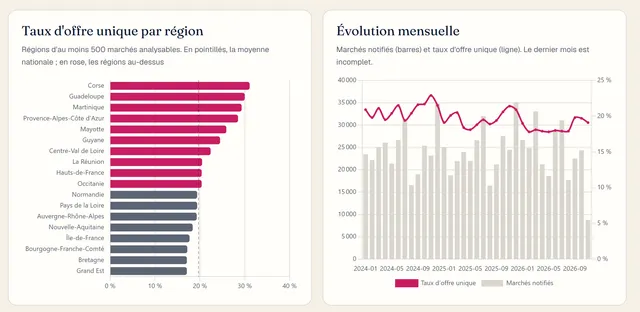 Taux d'offre unique par région
Régions d'au moins 500 marchés analysables. En pointillés, la moyenne
nationale ; en rose, les régions au-dessus
Corse
Guadeloupe
Martinique
Provence-Alpes-Côte d'Azur
Mayotte
Guyane
Centre-Val de Loire
La Réunion
Hauts-de-France
Occitanie
Normandie
Pays de la Loire
Auvergne-Rhône-Alpes
Nouvelle-Aquitaine
Île-de-France
Bourgogne-Franche-Comté
Bretagne
Grand Est
0 % 10 % 20 % 30 % 40 %
Évolution mensuelle
Marchés notifiés (barres) et taux d'offre unique (ligne). Le dernier mois est
incomplet.
40 000 25 %
35 000
30 000 20 %
25 000 15 %
20 000
15 000 10 %
10 000
5 000 5 %
0 0 %
2024-01 2024-05 2024-09 2025-01 2025-05 2025-09 2026-01 2026-05 2026-09
Taux d'offre unique Marchés notifiés